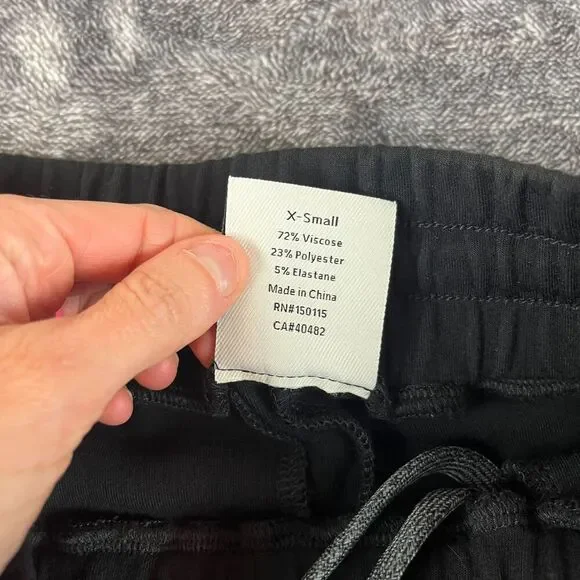 X-Small
72% Viscose
23% Polyester
5% Elastane
Made in China
RN#150115
CA#40482